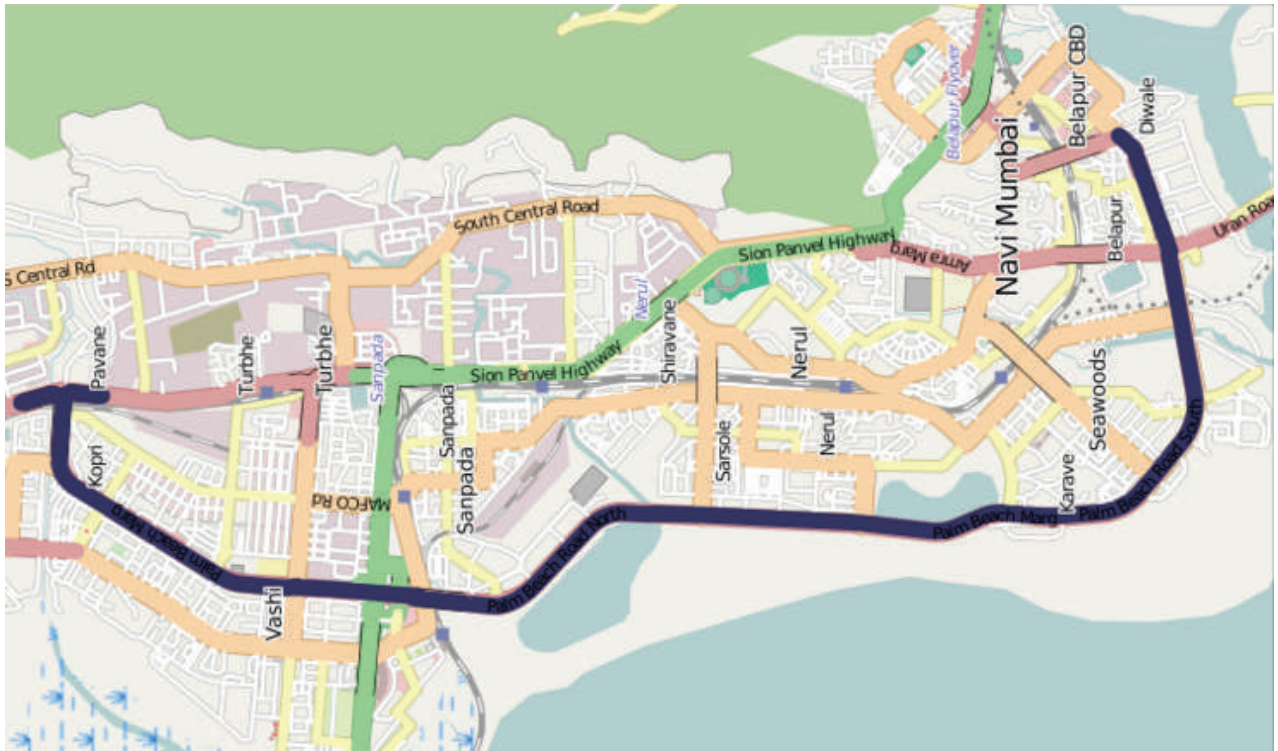 S Central Rd
Pavane
Kopri
Palm Beach Marg
Turbhe
Turbhe
Sanpada
South Central Road
Vashi
MAFCO Rd
Sanpada
Sanpada
Sion Panvel Highway
Palm Beach Road North
Nerul
Shiravane
Sarsole
Nerul
Nerul
Sion Panvel Highway
Amra Marg
Belapur Flyover
Navi Mumbai
Belapur CBD
Diwale
Belapur
Uran Road
Seawoods
Karave
Palm Beach Marg
Palm Beach Road South